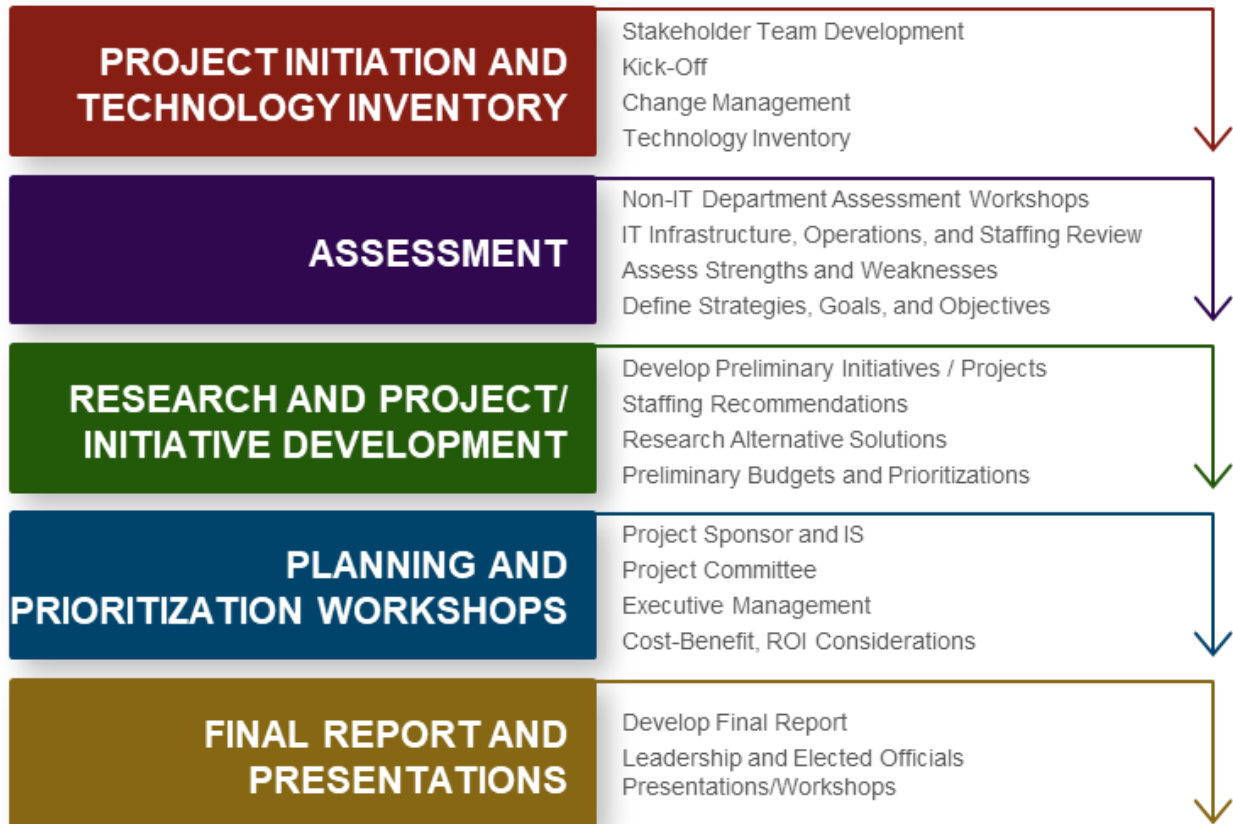 PROJECT INITIATION AND
TECHNOLOGY INVENTORY
Stakeholder Team Development
Kick-Off
Change Management
Technology Inventory
ASSESSMENT
Non-IT Department Assessment Workshops
IT Infrastructure, Operations, and Staffing Review
Assess Strengths and Weaknesses
Define Strategies, Goals, and Objectives
RESEARCH AND PROJECT/
INITIATIVE DEVELOPMENT
Develop Preliminary Initiatives / Projects
Staffing Recommendations
Research Alternative Solutions
Preliminary Budgets and Prioritizations
PLANNING AND
PRIORITIZATION WORKSHOPS
Project Sponsor and IS
Project Committee
Executive Management
Cost-Benefit, ROI Considerations
FINAL REPORT AND
PRESENTATIONS
Develop Final Report
Leadership and Elected Officials
Presentations/Workshops